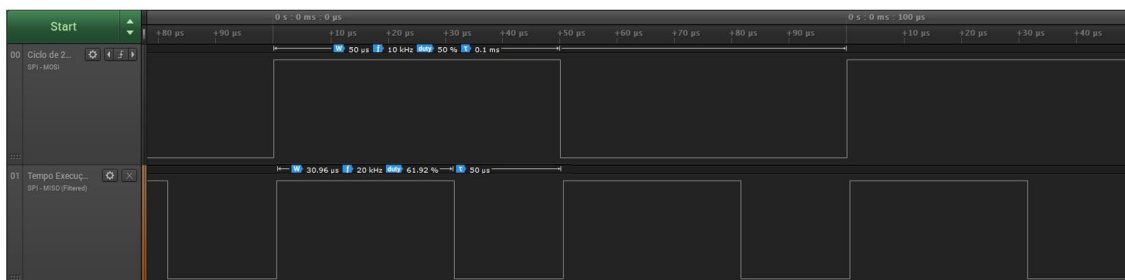 Start
0 s : 0 ms : 0 µs
0 s : 0 ms : 100 µs
+80 µs +90 µs +10 µs +20 µs +30 µs +40 µs +50 µs +60 µs +70 µs +80 µs +90 µs +10 µs +20 µs +30 µs +40 µs
00 Ciclo de 2...
SPI - MOSI
W 50 µs f 10 kHz duty 50 % T 0.1 ms
01 Tempo Execuç...
SPI - MISO (Filtered)
W 30.96 µs f 20 kHz duty 61.92 % T 50 µs